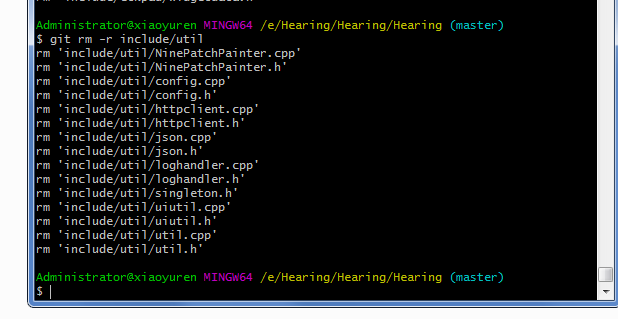 Administrator@xiaoyuren MINGW64 /e/Hearing/Hearing/Hearing (master)
$ git rm -r include/util
rm 'include/util/NinePatchPainter.cpp'
rm 'include/util/NinePatchPainter.h'
rm 'include/util/config.cpp'
rm 'include/util/config.h'
rm 'include/util/httpclient.cpp'
rm 'include/util/httpclient.h'
rm 'include/util/json.cpp'
rm 'include/util/json.h'
rm 'include/util/loghandler.cpp'
rm 'include/util/loghandler.h'
rm 'include/util/singleton.h'
rm 'include/util/uiutil.cpp'
rm 'include/util/uiutil.h'
rm 'include/util/util.cpp'
rm 'include/util/util.h'
Administrator@xiaoyuren MINGW64 /e/Hearing/Hearing/Hearing (master)
$